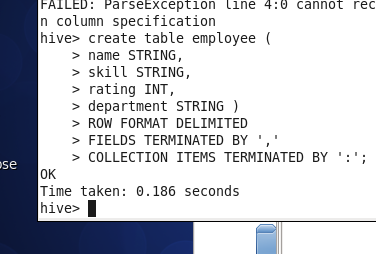 FAILED: ParseException line 4:0 cannot rec
n column specification
hive> create table employee (
    > name STRING,
    > skill STRING,
    > rating INT,
    > department STRING )
    > ROW FORMAT DELIMITED
    > FIELDS TERMINATED BY ','
    > COLLECTION ITEMS TERMINATED BY ':';
OK
Time taken: 0.186 seconds
hive>
ose